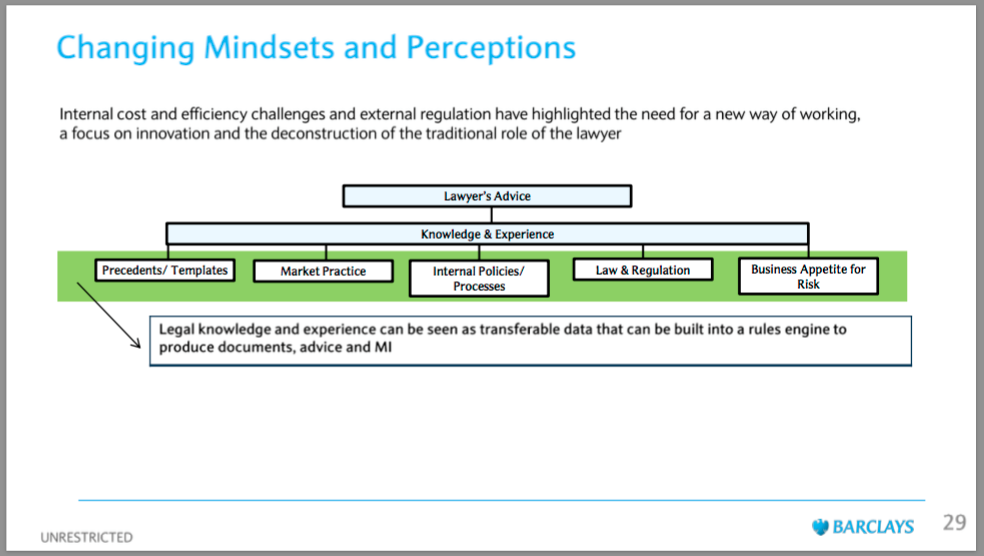 Changing Mindsets and Perceptions
Internal cost and efficiency challenges and external regulation have highlighted the need for a new way of working,
a focus on innovation and the deconstruction of the traditional role of the lawyer
Lawyer's Advice
Knowledge & Experience
Precedents/ Templates
Market Practice
Internal Policies/
Processes
Law & Regulation
Business Appetite for
Risk
Legal knowledge and experience can be seen as transferable data that can be built into a rules engine to
produce documents, advice and MI
UNRESTRICTED
BARCLAYS
29